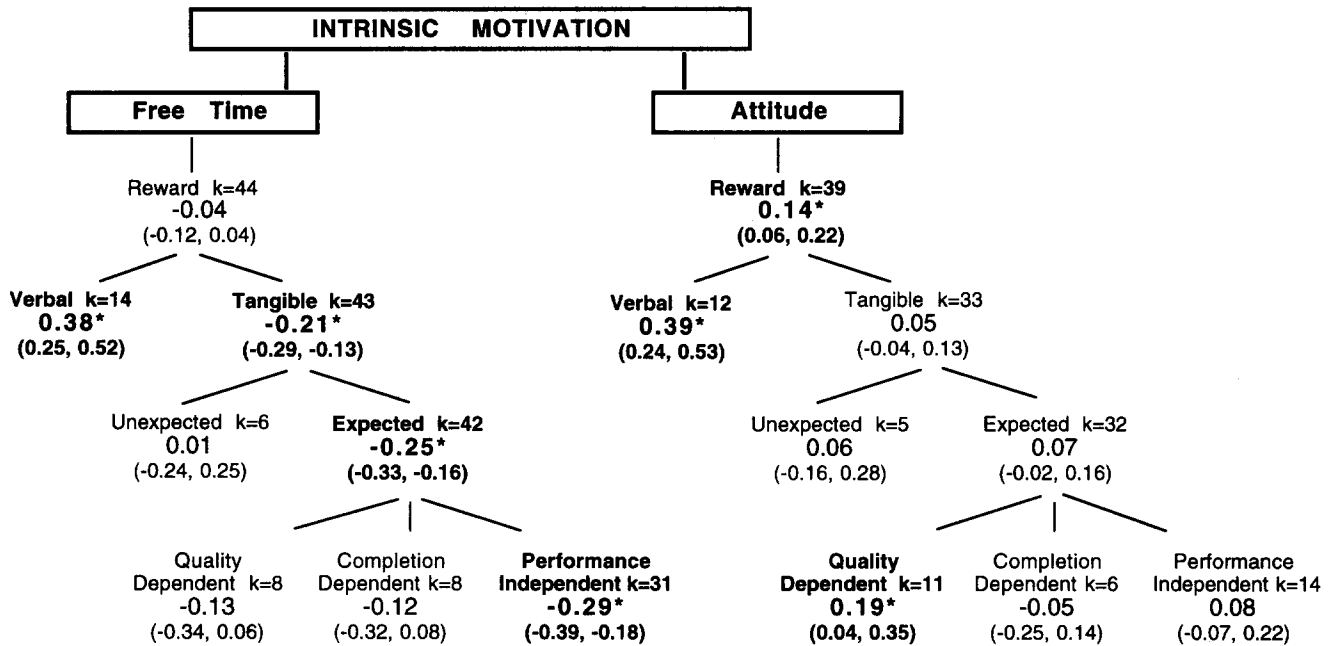 INTRINSIC MOTIVATION
Free Time
Attitude
Reward k=44
-0.04
(-0.12, 0.04)
Reward k=39
0.14*
(0.06, 0.22)
Verbal k=14
0.38*
(0.25, 0.52)
Tangible k=43
-0.21*
(-0.29, -0.13)
Verbal k=12
0.39*
(0.24, 0.53)
Tangible k=33
0.05
(-0.04, 0.13)
Unexpected k=6
0.01
(-0.24, 0.25)
Expected k=42
-0.25*
(-0.33, -0.16)
Unexpected k=5
0.06
(-0.16, 0.28)
Expected k=32
0.07
(-0.02, 0.16)
Quality
Dependent k=8
-0.13
(-0.34, 0.06)
Completion
Dependent k=8
-0.12
(-0.32, 0.08)
Performance
Independent k=31
-0.29*
(-0.39, -0.18)
Quality
Dependent k=11
0.19*
(0.04, 0.35)
Completion
Dependent k=6
-0.05
(-0.25, 0.14)
Performance
Independent k=14
0.08
(-0.07, 0.22)